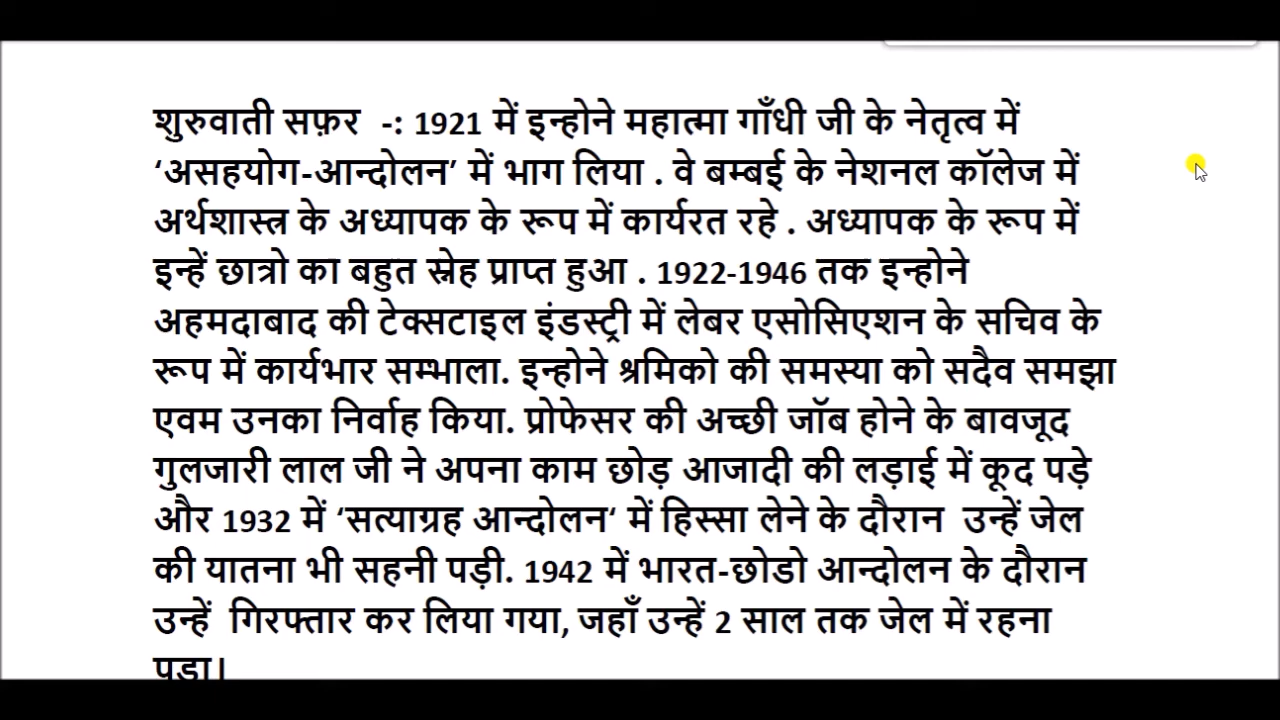 शुरुवाती सफ़र  -: 1921 में इन्होने महात्मा गाँधी जी के नेतृत्व में
‘असहयोग-आन्दोलन’ में भाग लिया . वे बम्बई के नेशनल कॉलेज में
अर्थशास्त्र के अध्यापक के रूप में कार्यरत रहे . अध्यापक के रूप में
इन्हें छात्रो का बहुत स्नेह प्राप्त हुआ . 1922-1946 तक इन्होने
अहमदाबाद की टेक्सटाइल इंडस्ट्री में लेबर एसोसिएशन के सचिव के
रूप में कार्यभार सम्भाला. इन्होने श्रमिको की समस्या को सदैव समझा
एवम उनका निर्वाह किया. प्रोफेसर की अच्छी जॉब होने के बावजूद
गुलजारी लाल जी ने अपना काम छोड़ आजादी की लड़ाई में कूद पड़े
और 1932 में ‘सत्याग्रह आन्दोलन‘ में हिस्सा लेने के दौरान  उन्हें जेल
की यातना भी सहनी पड़ी. 1942 में भारत-छोडो आन्दोलन के दौरान
उन्हें  गिरफ्तार कर लिया गया, जहाँ उन्हें 2 साल तक जेल में रहना
पड़ा।